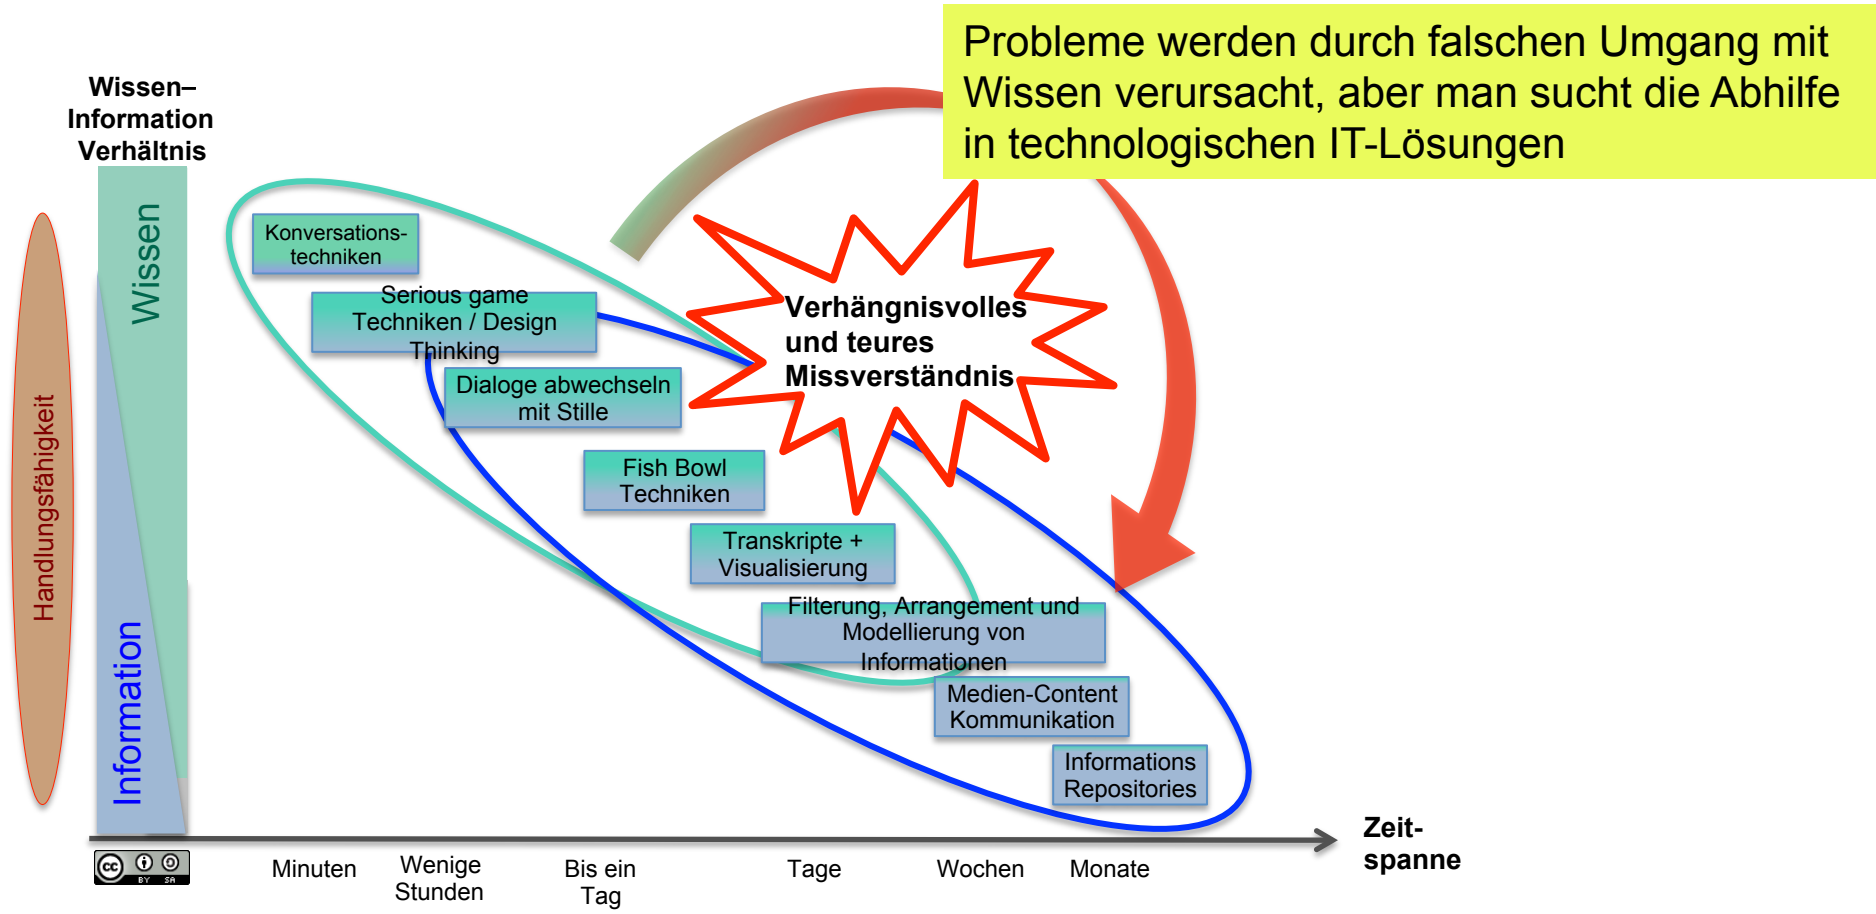 Probleme werden durch falschen Umgang mit
Wissen verursacht, aber man sucht die Abhilfe
in technologischen IT-Lösungen
Wissen–
Information
Verhältnis
Wissen
Information
Handlungsfähigkeit
Konversations-
techniken
Serious game
Techniken / Design
Thinking
Dialoge abwechseln
mit Stille
Fish Bowl
Techniken
Transkripte +
Visualisierung
Filterung, Arrangement und
Modellierung von
Informationen
Medien-Content
Kommunikation
Informations
Repositories
Verhängnisvolles
und teures
Missverständnis
Zeit-
spanne
Minuten
Wenige
Stunden
Bis ein
Tag
Tage
Wochen
Monate
cc
BY SA